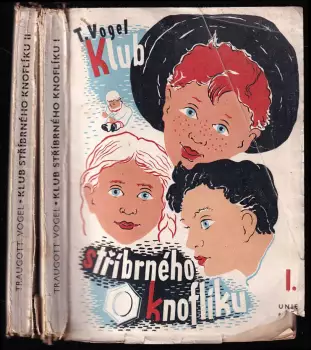 TRAUGOTT VOGEL • KLUB STŘÍBRNÉHO KNOFLÍKU II
TRAUGOTT VOGEL • KLUB STŘÍBRNÉHO KNOFLÍKU I
T. Vogel
Klub
stříbrného
knoflíku
I.
UNIE